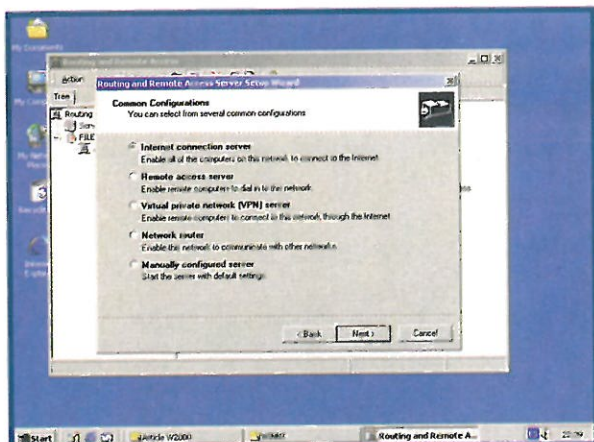 My Documents
Routing and Remote Access
Action
Routing and Remote Access Server Setup Wizard
Tree
Common Configurations
You can select from several common configurations
Routing
FILE
Internet connection server
Enable all of the computers on this network to connect to the Internet.
Remote access server
Enable remote computers to dial in to this network.
Virtual private network (VPN) server
Enable remote computers to connect to this network through the Internet.
Network router
Enable this network to communicate with other networks.
Manually configured server
Start the server with default settings.
< Back
Next >
Cancel
Start
Article W2000
Routing and Remote A...